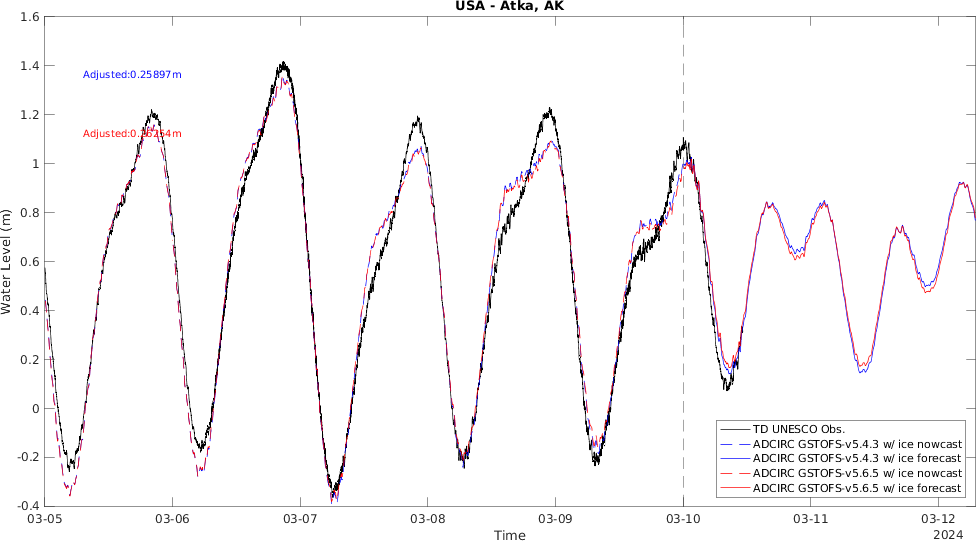 USA - Atka, AK
1.6
1.4
1.2
1
0.8
0.6
0.4
0.2
0
-0.2
-0.4
Water Level (m)
Adjusted:0.25897m
03-05
03-06
03-07
03-08
03-09
03-10
03-11
03-12
2024
Time
TD UNESCO Obs.
ADCIRC GSTOFS-v5.4.3 w/ ice nowcast
ADCIRC GSTOFS-v5.4.3 w/ ice forecast
ADCIRC GSTOFS-v5.6.5 w/ ice nowcast
ADCIRC GSTOFS-v5.6.5 w/ ice forecast